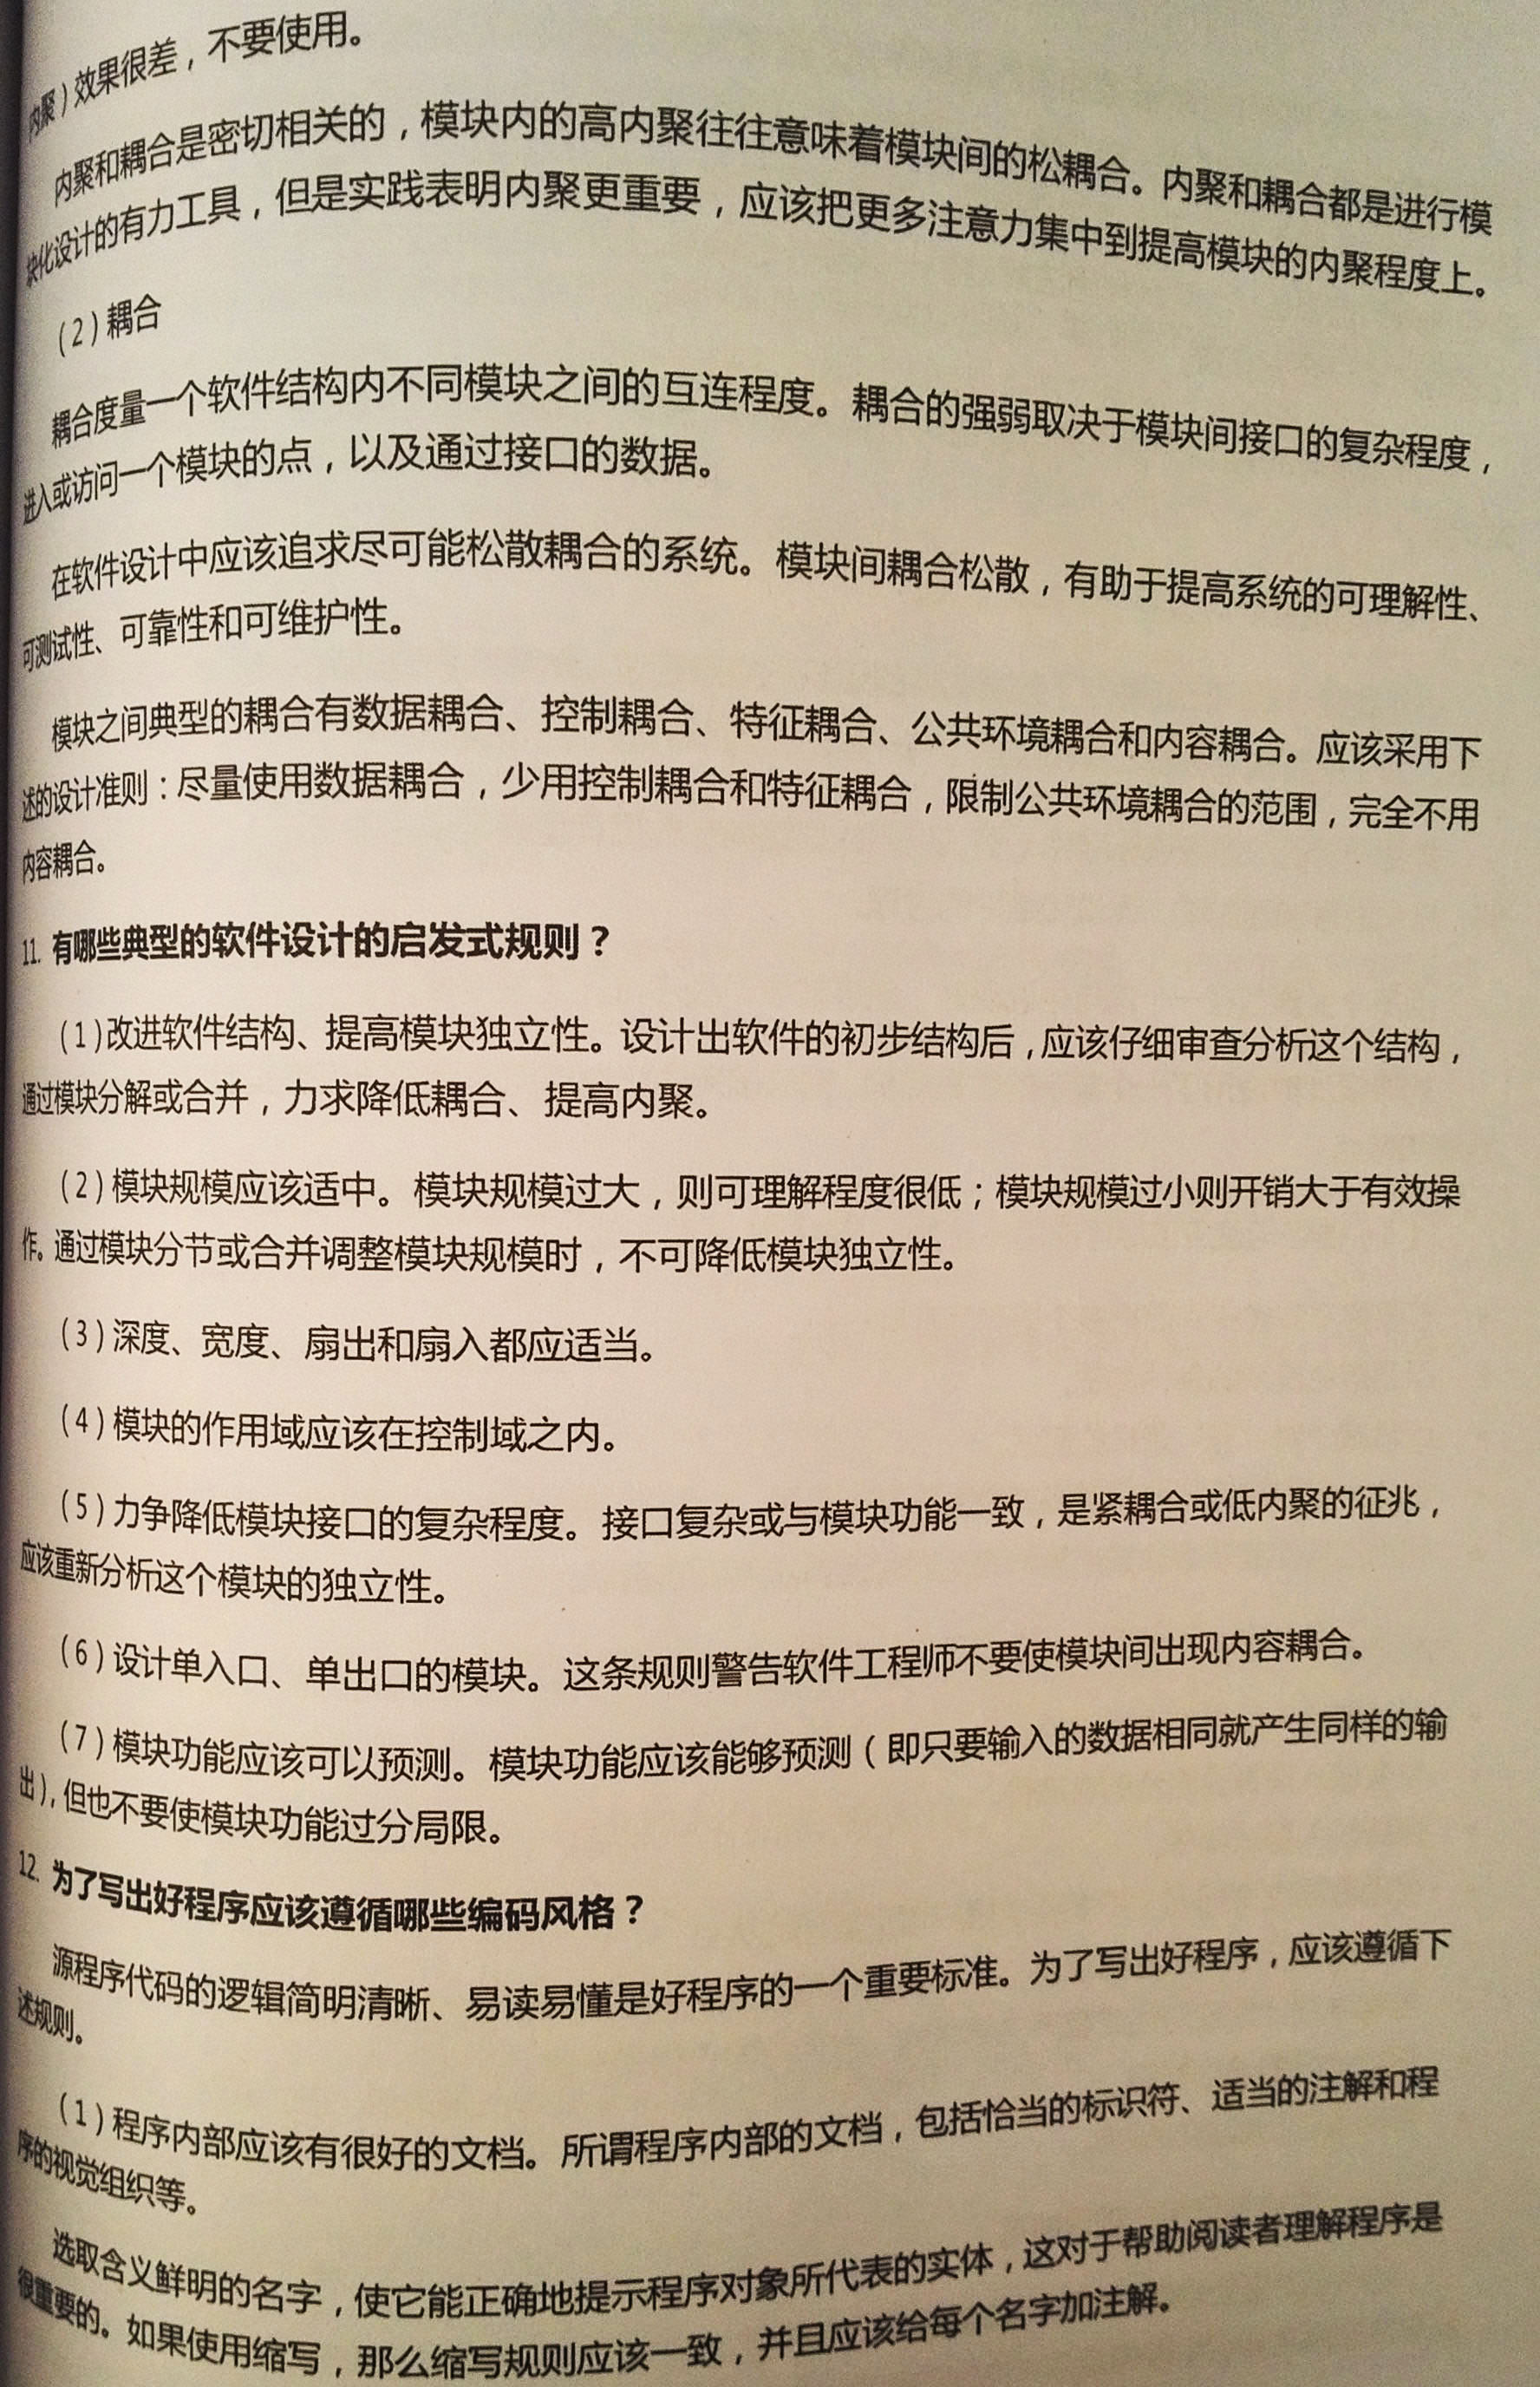 内聚）效果很差，不要使用。
内聚和耦合是密切相关的，模块内的高内聚往往意味着模块间的松耦合。内聚和耦合都是进行模
块化设计的有力工具，但是实践表明内聚更重要，应该把更多注意力集中到提高模块的内聚程度上。
（2）耦合
耦合度量一个软件结构内不同模块之间的互连程度。耦合的强弱取决于模块间接口的复杂程度，
进入或访问一个模块的点，以及通过接口的数据。
在软件设计中应该追求尽可能松散耦合的系统。模块间耦合松散，有助于提高系统的可理解性、
可测试性、可靠性和可维护性。
模块之间典型的耦合有数据耦合、控制耦合、特征耦合、公共环境耦合和内容耦合。应该采用下
述的设计准则：尽量使用数据耦合，少用控制耦合和特征耦合，限制公共环境耦合的范围，完全不用
内容耦合。
11. 有哪些典型的软件设计的启发式规则？
（1）改进软件结构、提高模块独立性。设计出软件的初步结构后，应该仔细审查分析这个结构，
通过模块分解或合并，力求降低耦合、提高内聚。
（2）模块规模应该适中。模块规模过大，则可理解程度很低；模块规模过小则开销大于有效操
作。通过模块分节或合并调整模块规模时，不可降低模块独立性。
（3）深度、宽度、扇出和扇入都应适当。
（4）模块的作用域应该在控制域之内。
（5）力争降低模块接口的复杂程度。接口复杂或与模块功能一致，是紧耦合或低内聚的征兆，
应该重新分析这个模块的独立性。
（6）设计单入口、单出口的模块。这条规则警告软件工程师不要使模块间出现内容耦合。
（7）模块功能应该可以预测。模块功能应该能够预测（即只要输入的数据相同就产生同样的输
出），但也不要使模块功能过分局限。
12. 为了写出好程序应该遵循哪些编码风格？
源程序代码的逻辑简明清晰、易读易懂是好程序的一个重要标准。为了写出好程序，应该遵循下
述规则。
（1）程序内部应该有很好的文档。所谓程序内部的文档，包括恰当的标识符、适当的注解和程
序的视觉组织等。
选取含义鲜明的名字，使它能正确地提示程序对象所代表的实体，这对于帮助阅读者理解程序是
很重要的。如果使用缩写，那么缩写规则应该一致，并且应该给每个名字加注解。